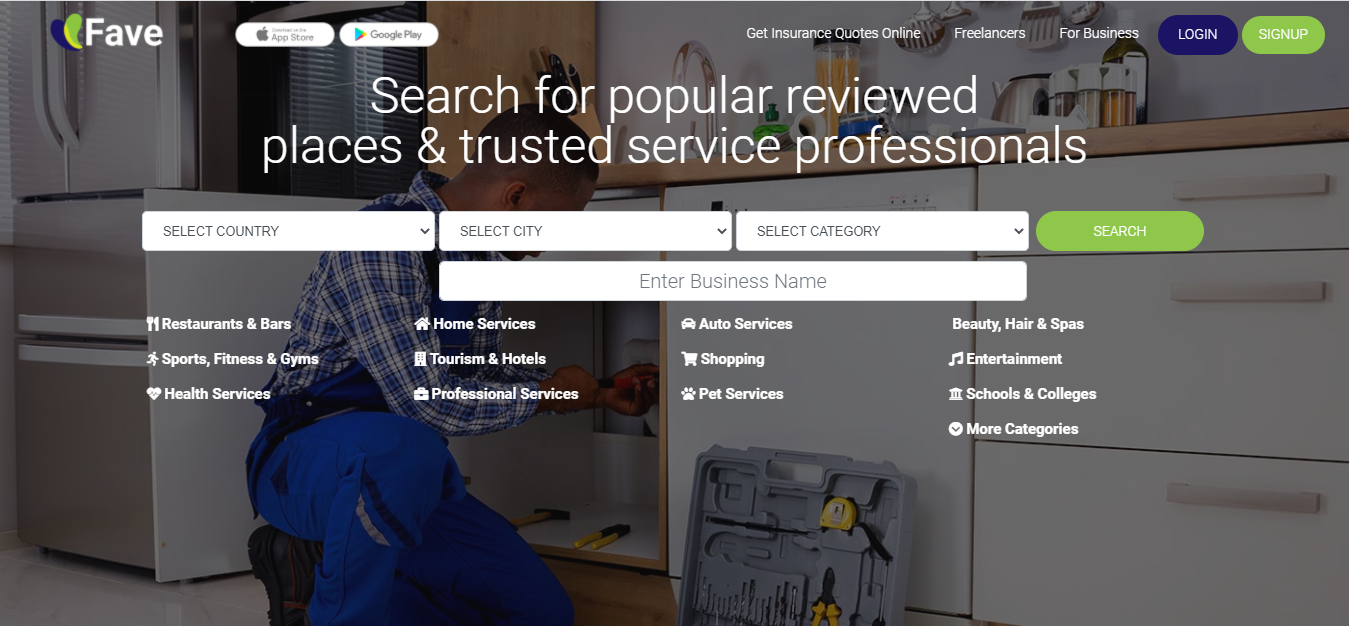 Fave
Download on the App Store
Google Play
Get Insurance Quotes Online
Freelancers
For Business
LOGIN
SIGNUP
Search for popular reviewed
places & trusted service professionals
SELECT COUNTRY
SELECT CITY
SELECT CATEGORY
SEARCH
Enter Business Name
Restaurants & Bars
Home Services
Auto Services
Beauty, Hair & Spas
Sports, Fitness & Gyms
Tourism & Hotels
Shopping
Entertainment
Health Services
Professional Services
Pet Services
Schools & Colleges
More Categories